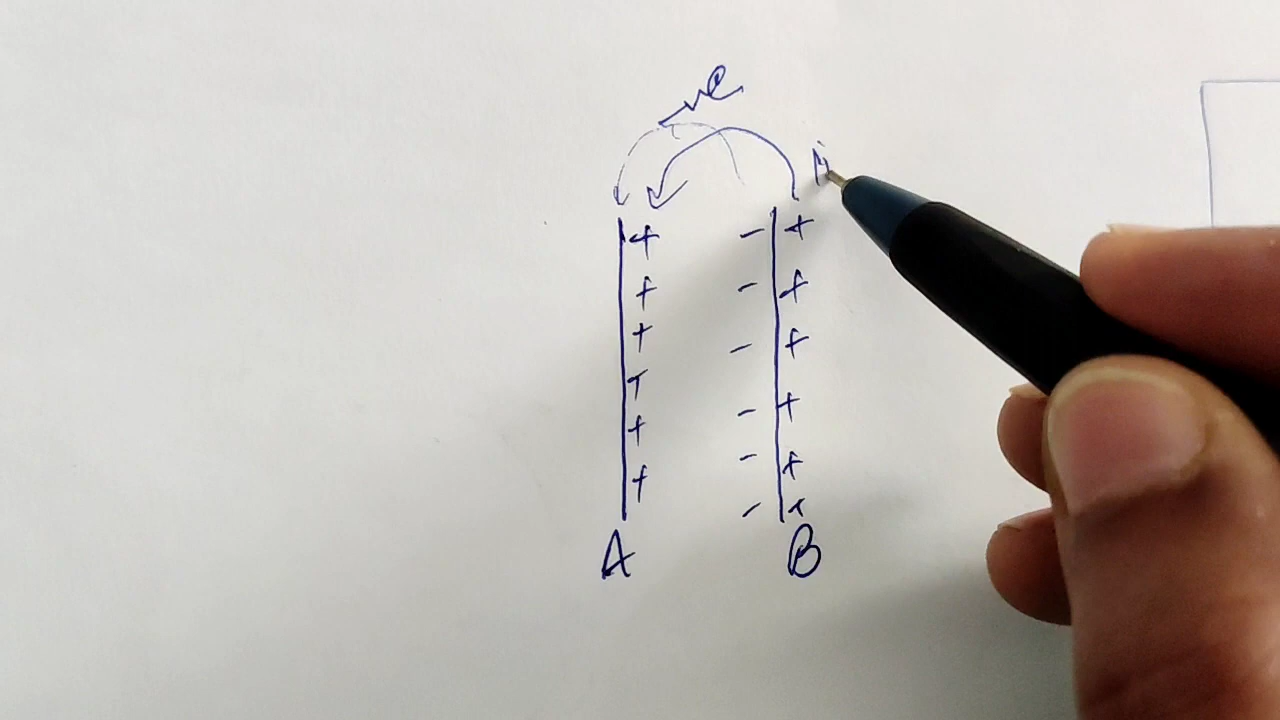 -ve
+ - +
+ - +
+ - +
+ - +
+ - +
+ - +
A B